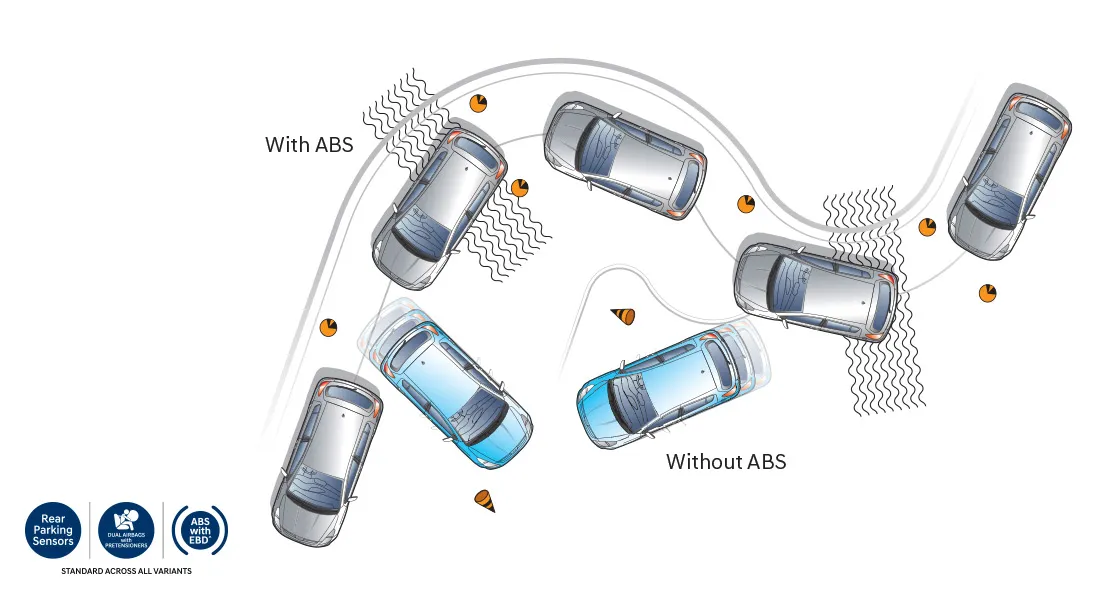 With ABS
Without ABS
Rear
Parking
Sensors
DUAL AIRBAGS
with
PRETENSIONERS
ABS
with
EBD*
STANDARD ACROSS ALL VARIANTS